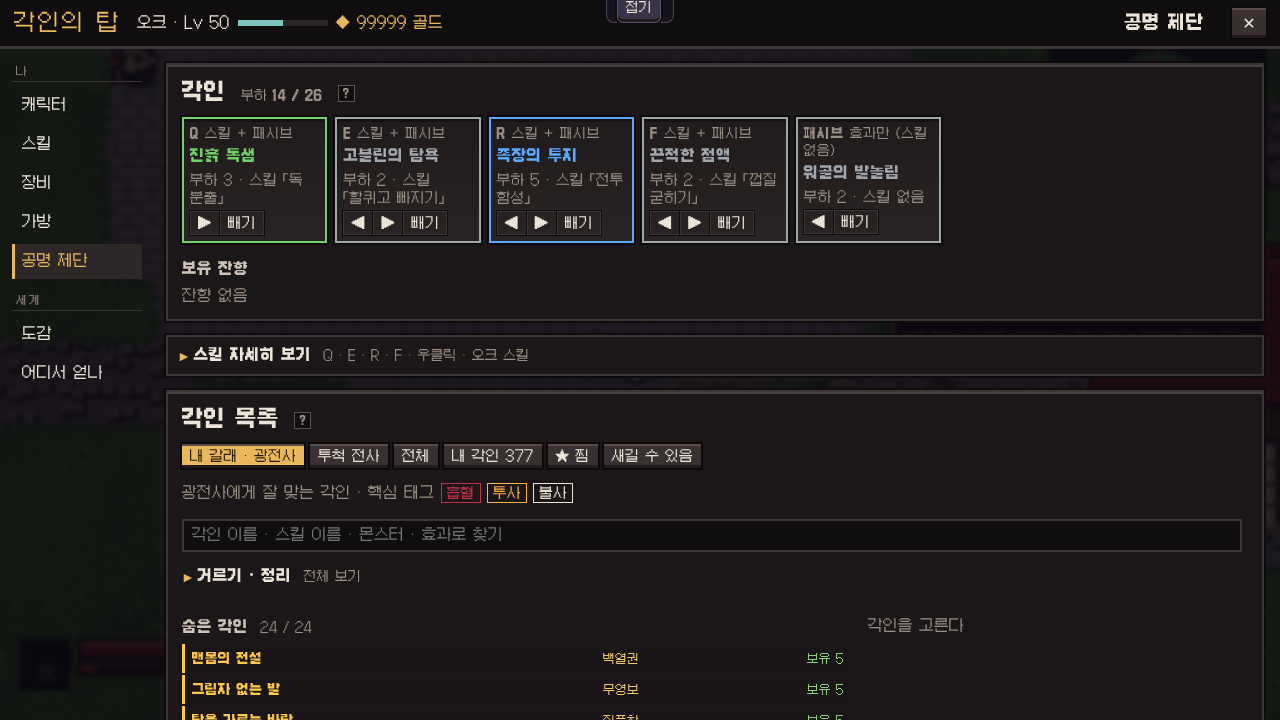 접기
각인의 탑 오크 · Lv 50 ◆ 99999 골드 공명 제단 ×
나
캐릭터
스킬
장비
가방
공명 제단
세계
도감
어디서 얻나
각인 부하 14 / 26 ?
Q 스킬 + 패시브
진흙 독샘
부하 3 · 스킬 「독 분출」
▶ 빼기
E 스킬 + 패시브
고블린의 탐욕
부하 2 · 스킬 「할퀴고 빠지기」
◀ ▶ 빼기
R 스킬 + 패시브
족장의 투지
부하 5 · 스킬 「전투 함성」
◀ ▶ 빼기
F 스킬 + 패시브
끈적한 점액
부하 2 · 스킬 「껍질 굳히기」
◀ ▶ 빼기
패시브 효과만 (스킬 없음)
워골의 발놀림
부하 2 · 스킬 없음
◀ 빼기
보유 잔향
잔향 없음
▸ 스킬 자세히 보기 Q · E · R · F · 우클릭 · 오크 스킬
각인 목록 ?
내 갈래 · 광전사 투척 전사 전체 내 각인 377 ★ 찜 새길 수 있음
광전사에게 잘 맞는 각인 · 핵심 태그 흡혈 투사 불사
각인 이름 · 스킬 이름 · 몬스터 · 효과로 찾기
▸ 거르기 · 정리 전체 보기
숨은 각인 24 / 24 각인을 고른다
맨몸의 전설 백열권 보유 5
그림자 없는 발 무영보 보유 5